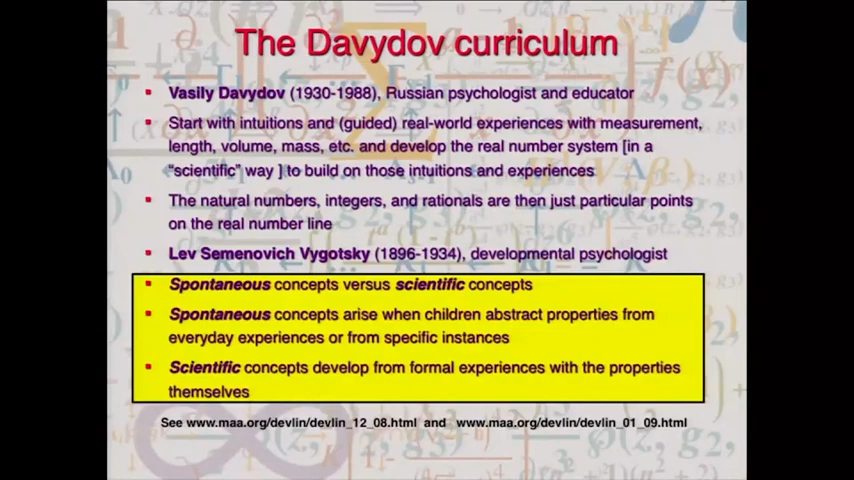 The Davydov curriculum
Vasily Davydov (1930-1988), Russian psychologist and educator
Start with intuitions and (guided) real-world experiences with measurement,
length, volume, mass, etc. and develop the real number system [in a
“scientific” way ] to build on those intuitions and experiences
The natural numbers, integers, and rationals are then just particular points
on the real number line
Lev Semenovich Vygotsky (1896-1934), developmental psychologist
Spontaneous concepts versus scientific concepts
Spontaneous concepts arise when children abstract properties from
everyday experiences or from specific instances
Scientific concepts develop from formal experiences with the properties
themselves
See www.maa.org/devlin/devlin_12_08.html and www.maa.org/devlin/devlin_01_09.html